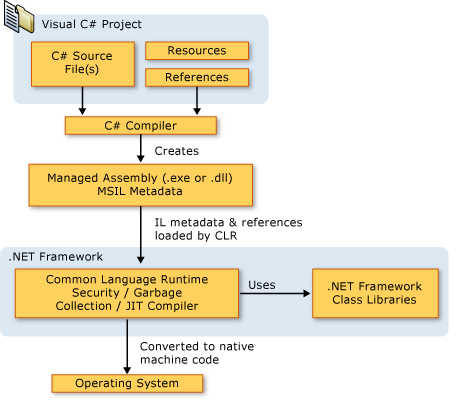 Visual C# Project
C# Source
File(s)
Resources
References
C# Compiler
Creates
Managed Assembly (.exe or .dll)
MSIL Metadata
IL metadata & references
loaded by CLR
.NET Framework
Common Language Runtime
Security / Garbage
Collection / JIT Compiler
Uses
.NET Framework
Class Libraries
Converted to native
machine code
Operating System